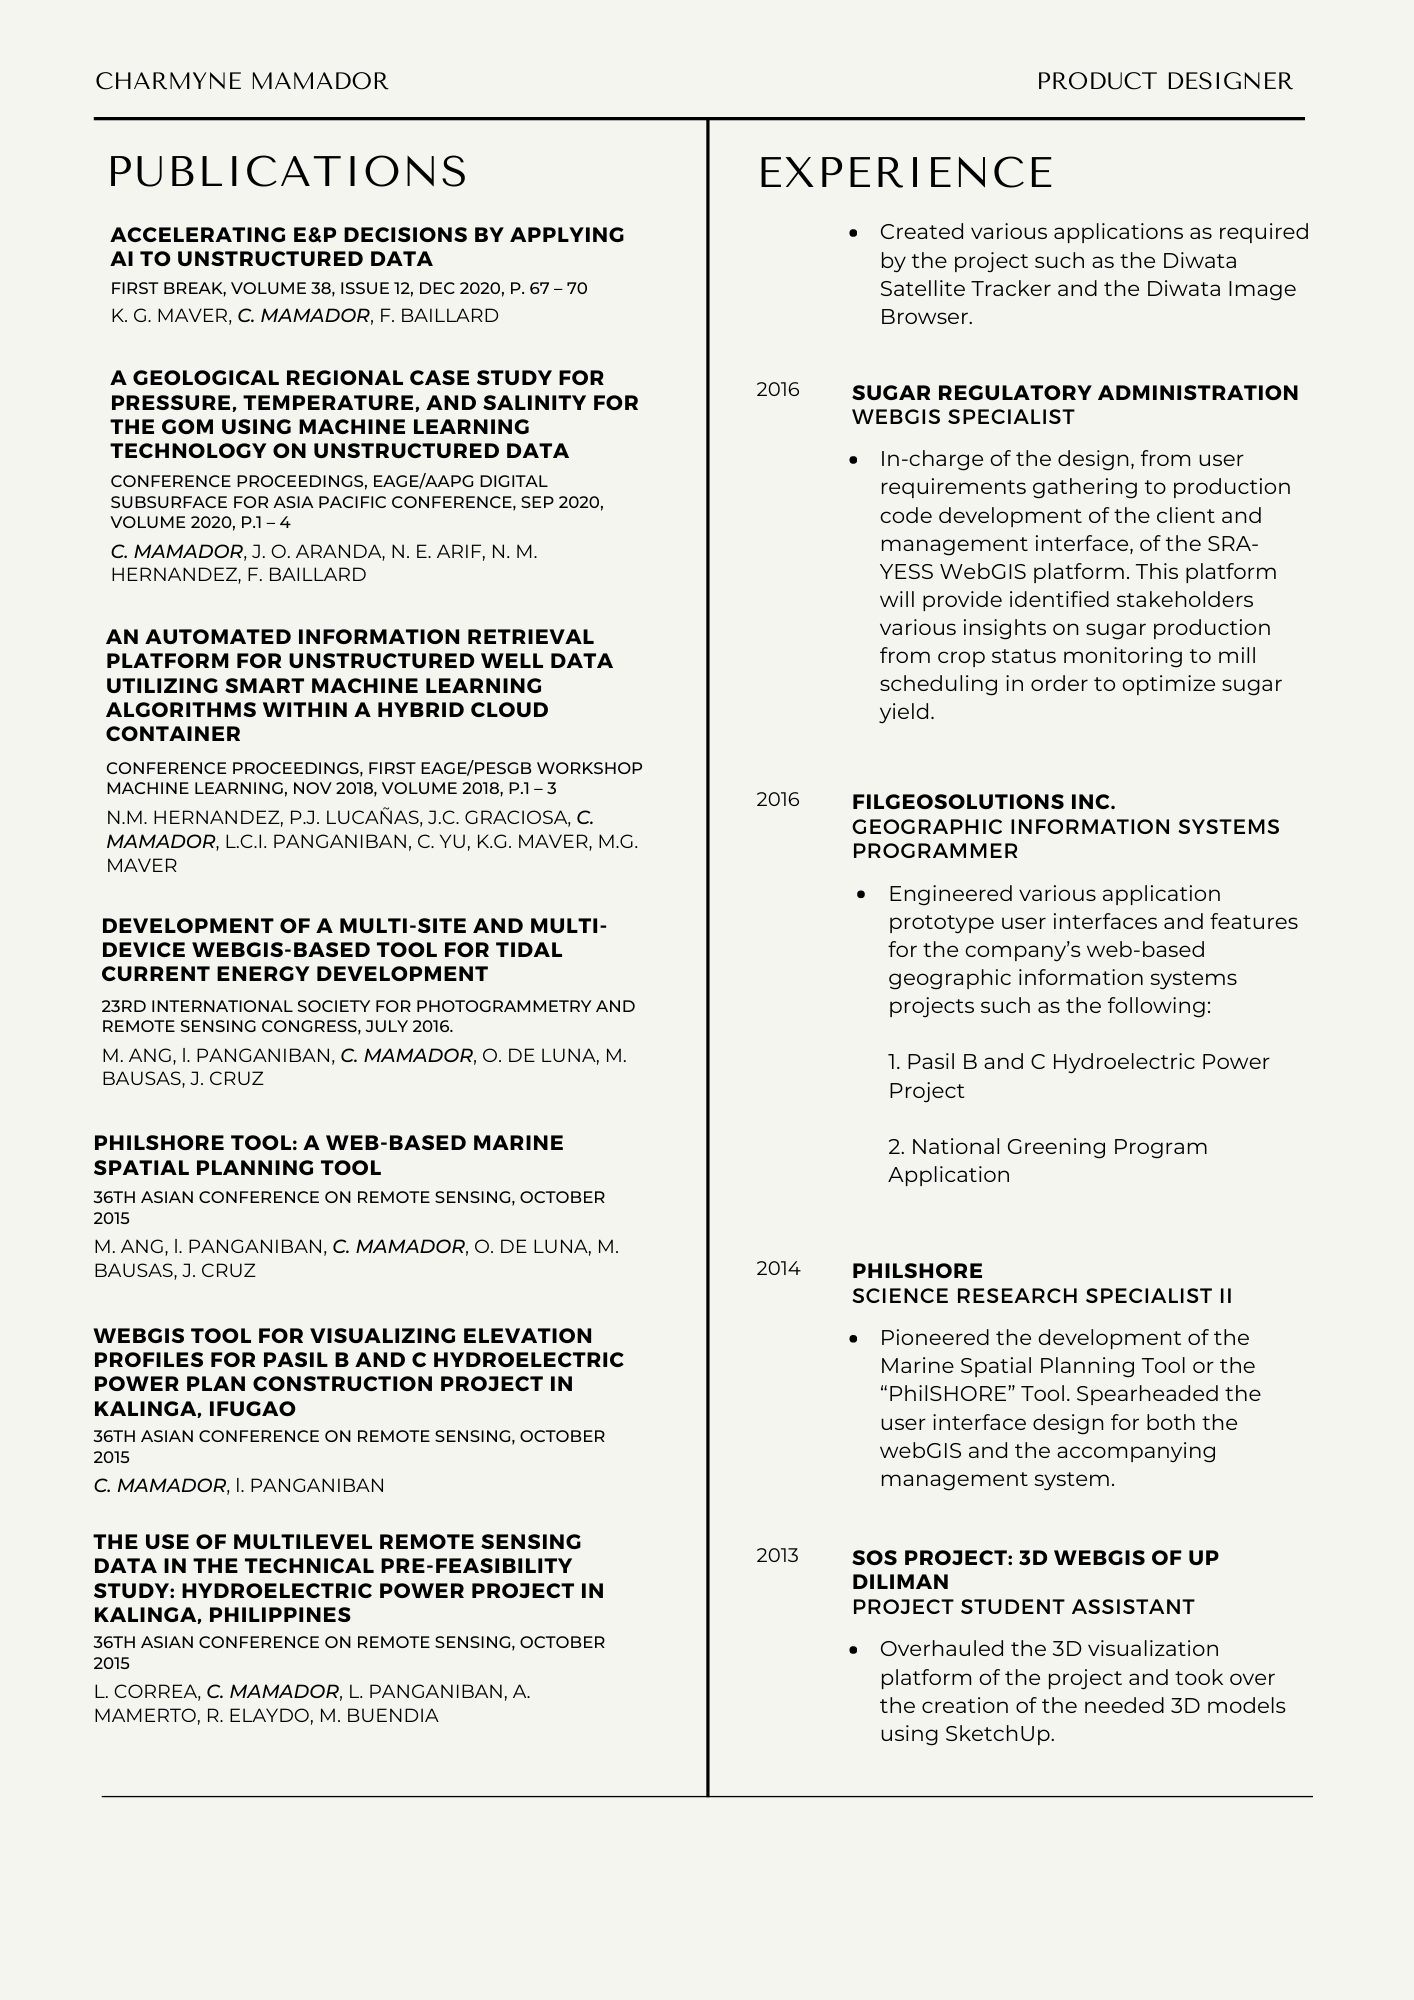 CHARMYNE MAMADOR
PRODUCT DESIGNER
PUBLICATIONS
ACCELERATING E&P DECISIONS BY APPLYING
AI TO UNSTRUCTURED DATA
FIRST BREAK, VOLUME 38, ISSUE 12, DEC 2020, P. 67 – 70
K. G. MAVER, C. MAMADOR, F. BAILLARD
A GEOLOGICAL REGIONAL CASE STUDY FOR
PRESSURE, TEMPERATURE, AND SALINITY FOR
THE GOM USING MACHINE LEARNING
TECHNOLOGY ON UNSTRUCTURED DATA
CONFERENCE PROCEEDINGS, EAGE/AAPG DIGITAL
SUBSURFACE FOR ASIA PACIFIC CONFERENCE, SEP 2020,
VOLUME 2020, P.1 – 4
C. MAMADOR, J. O. ARANDA, N. E. ARIF, N. M.
HERNANDEZ, F. BAILLARD
AN AUTOMATED INFORMATION RETRIEVAL
PLATFORM FOR UNSTRUCTURED WELL DATA
UTILIZING SMART MACHINE LEARNING
ALGORITHMS WITHIN A HYBRID CLOUD
CONTAINER
CONFERENCE PROCEEDINGS, FIRST EAGE/PESGB WORKSHOP
MACHINE LEARNING, NOV 2018, VOLUME 2018, P.1 – 3
N.M. HERNANDEZ, P.J. LUCAÑAS, J.C. GRACIOSA, C.
MAMADOR, L.C.I. PANGANIBAN, C. YU, K.G. MAVER, M.G.
MAVER
DEVELOPMENT OF A MULTI-SITE AND MULTI-
DEVICE WEBGIS-BASED TOOL FOR TIDAL
CURRENT ENERGY DEVELOPMENT
23RD INTERNATIONAL SOCIETY FOR PHOTOGRAMMETRY AND
REMOTE SENSING CONGRESS, JULY 2016.
M. ANG, l. PANGANIBAN, C. MAMADOR, O. DE LUNA, M.
BAUSAS, J. CRUZ
PHILSHORE TOOL: A WEB-BASED MARINE
SPATIAL PLANNING TOOL
36TH ASIAN CONFERENCE ON REMOTE SENSING, OCTOBER
2015
M. ANG, l. PANGANIBAN, C. MAMADOR, O. DE LUNA, M.
BAUSAS, J. CRUZ
WEBGIS TOOL FOR VISUALIZING ELEVATION
PROFILES FOR PASIL B AND C HYDROELECTRIC
POWER PLAN CONSTRUCTION PROJECT IN
KALINGA, IFUGAO
36TH ASIAN CONFERENCE ON REMOTE SENSING, OCTOBER
2015
C. MAMADOR, l. PANGANIBAN
THE USE OF MULTILEVEL REMOTE SENSING
DATA IN THE TECHNICAL PRE-FEASIBILITY
STUDY: HYDROELECTRIC POWER PROJECT IN
KALINGA, PHILIPPINES
36TH ASIAN CONFERENCE ON REMOTE SENSING, OCTOBER
2015
L. CORREA, C. MAMADOR, L. PANGANIBAN, A.
MAMERTO, R. ELAYDO, M. BUENDIA
EXPERIENCE
• Created various applications as required
by the project such as the Diwata
Satellite Tracker and the Diwata Image
Browser.
2016
SUGAR REGULATORY ADMINISTRATION
WEBGIS SPECIALIST
• In-charge of the design, from user
requirements gathering to production
code development of the client and
management interface, of the SRA-
YESS WebGIS platform. This platform
will provide identified stakeholders
various insights on sugar production
from crop status monitoring to mill
scheduling in order to optimize sugar
yield.
2016
FILGEOSOLUTIONS INC.
GEOGRAPHIC INFORMATION SYSTEMS
PROGRAMMER
• Engineered various application
prototype user interfaces and features
for the company’s web-based
geographic information systems
projects such as the following:
1. Pasil B and C Hydroelectric Power
Project
2. National Greening Program
Application
2014
PHILSHORE
SCIENCE RESEARCH SPECIALIST II
• Pioneered the development of the
Marine Spatial Planning Tool or the
“PhilSHORE” Tool. Spearheaded the
user interface design for both the
webGIS and the accompanying
management system.
2013
SOS PROJECT: 3D WEBGIS OF UP
DILIMAN
PROJECT STUDENT ASSISTANT
• Overhauled the 3D visualization
platform of the project and took over
the creation of the needed 3D models
using SketchUp.